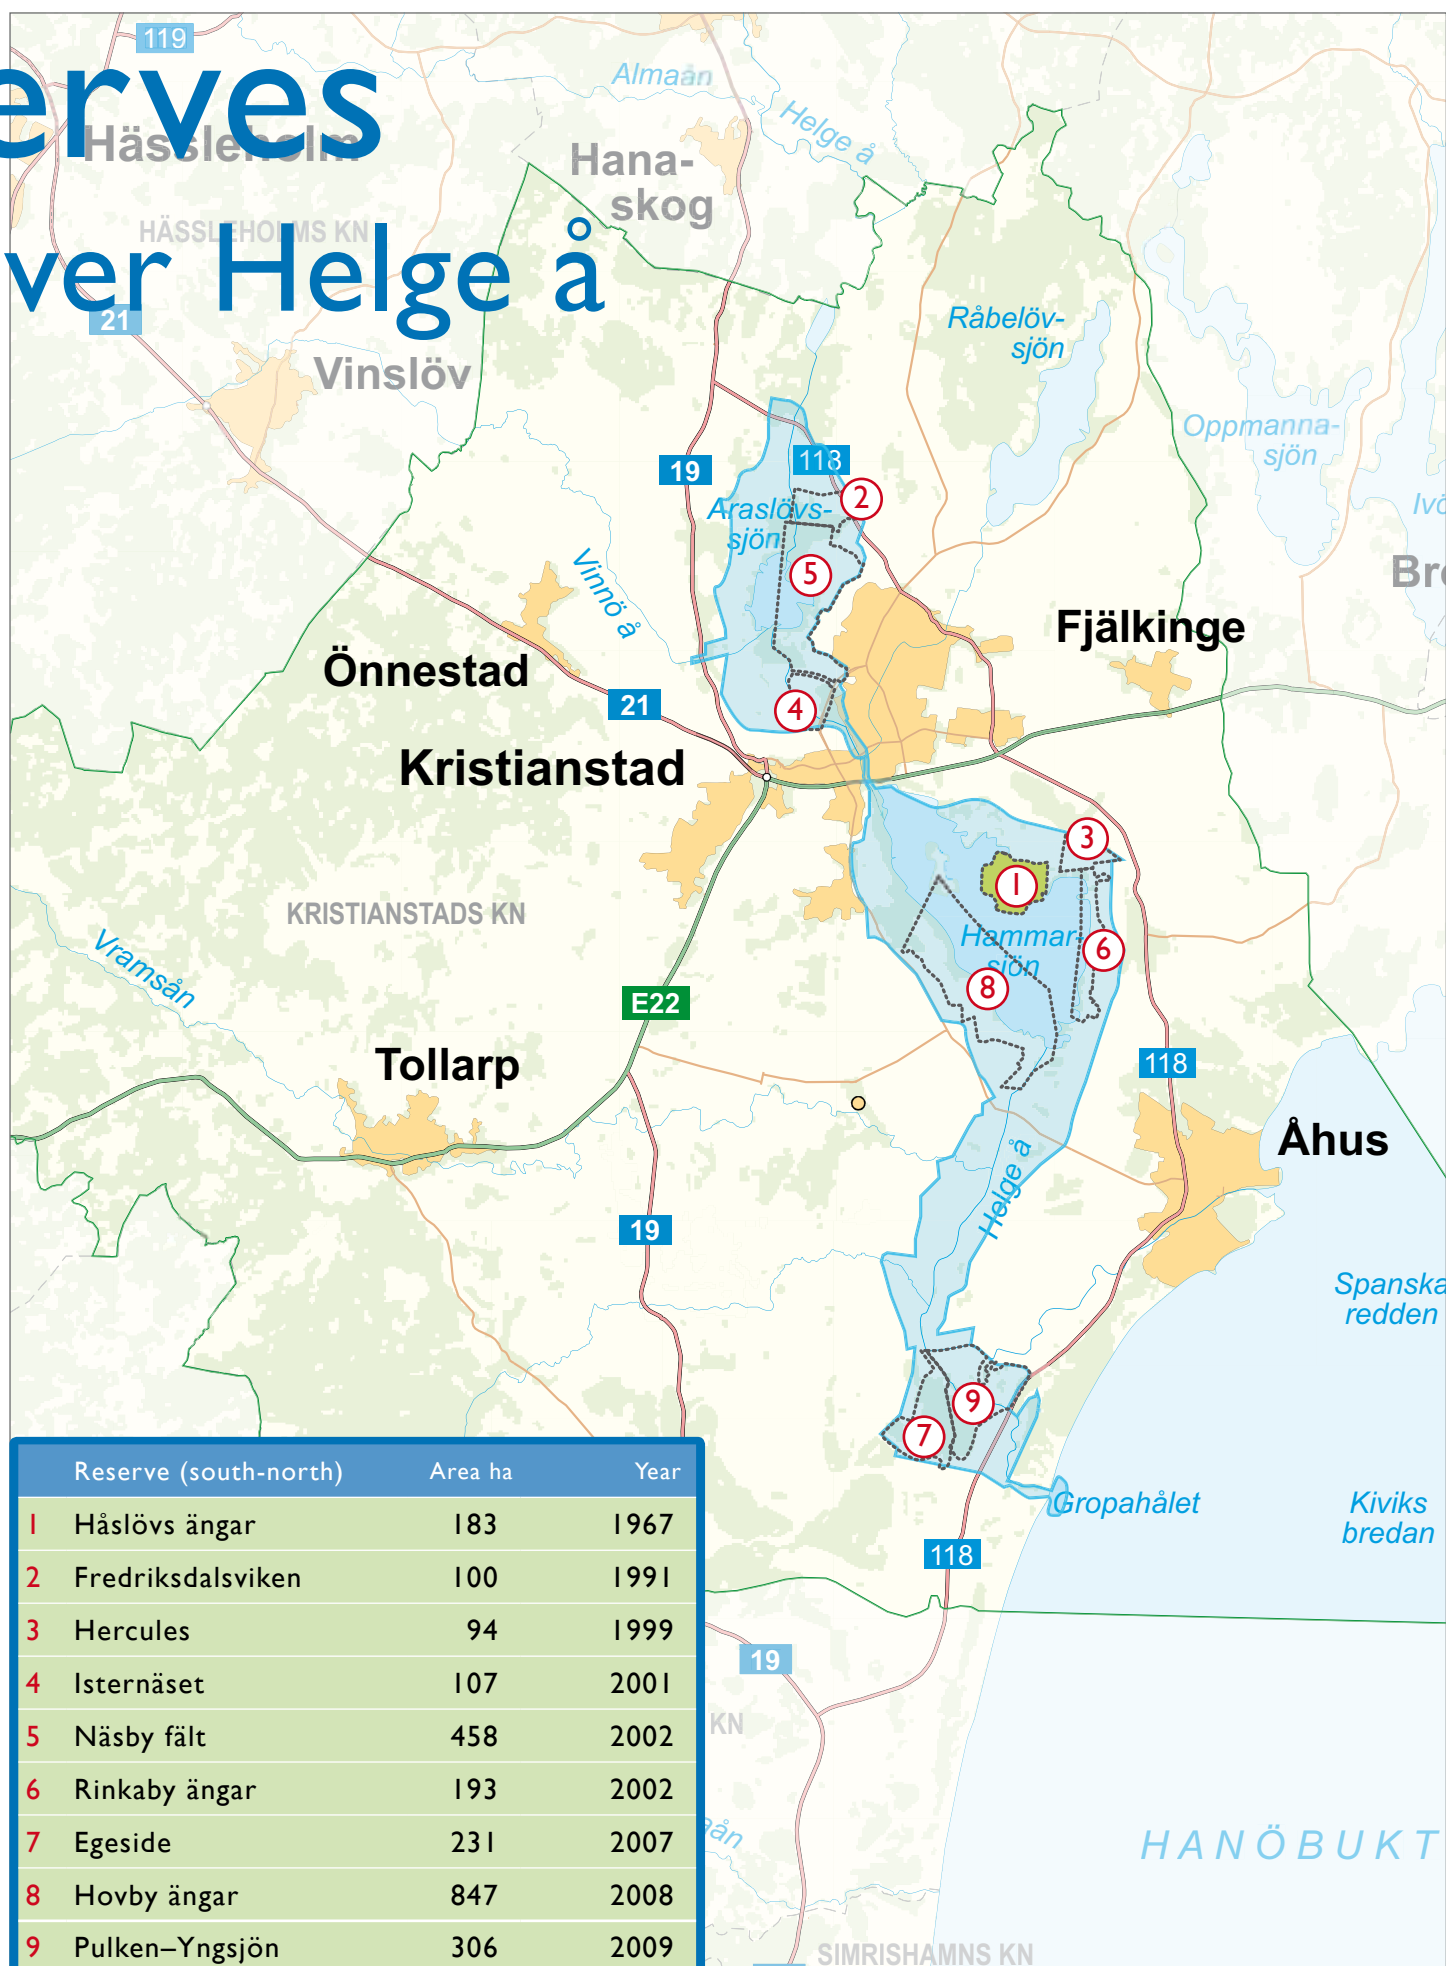 119
erves
Almaån
Helge å
Hässleholm
Hana-
skog
HÄSSLEHOLMS KN
ver Helge å
21
Råbelöv-
sjön
Vinslöv
Oppmanna-
sjön
19
118
2
Ivö
Araslövs-
sjön
5
Vinnö å
Bro
Fjälkinge
Önnestad
21
4
Kristianstad
3
1
KRISTIANSTADS KN
Hammar-
sjön
6
Vramsån
8
E22
Tollarp
118
Åhus
Helge å
19
Spanska
redden
9
7
Gropahålet
Kiviks
bredan
118
Reserve (south-north) Area ha Year
1 Håslövs ängar 183 1967
2 Fredriksdalsviken 100 1991
3 Hercules 94 1999
4 Isternäset 107 2001
5 Näsby fält 458 2002
6 Rinkaby ängar 193 2002
7 Egeside 231 2007
8 Hovby ängar 847 2008
9 Pulken–Yngsjön 306 2009
19
KN
aån
HANÖBUKT
SIMRISHAMNS KN